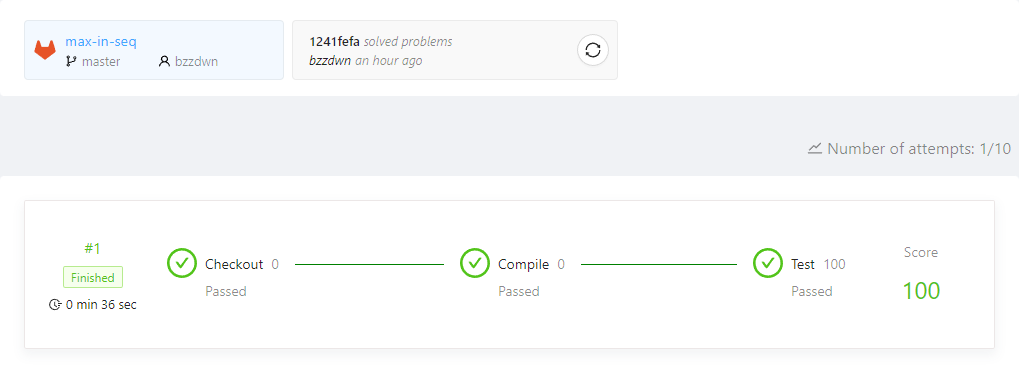 max-in-seq
master bzzdwn
1241fefa solved problems
bzzdwn an hour ago
Number of attempts: 1/10
#1
Finished
0 min 36 sec
Checkout 0
Passed
Compile 0
Passed
Test 100
Passed
Score
100